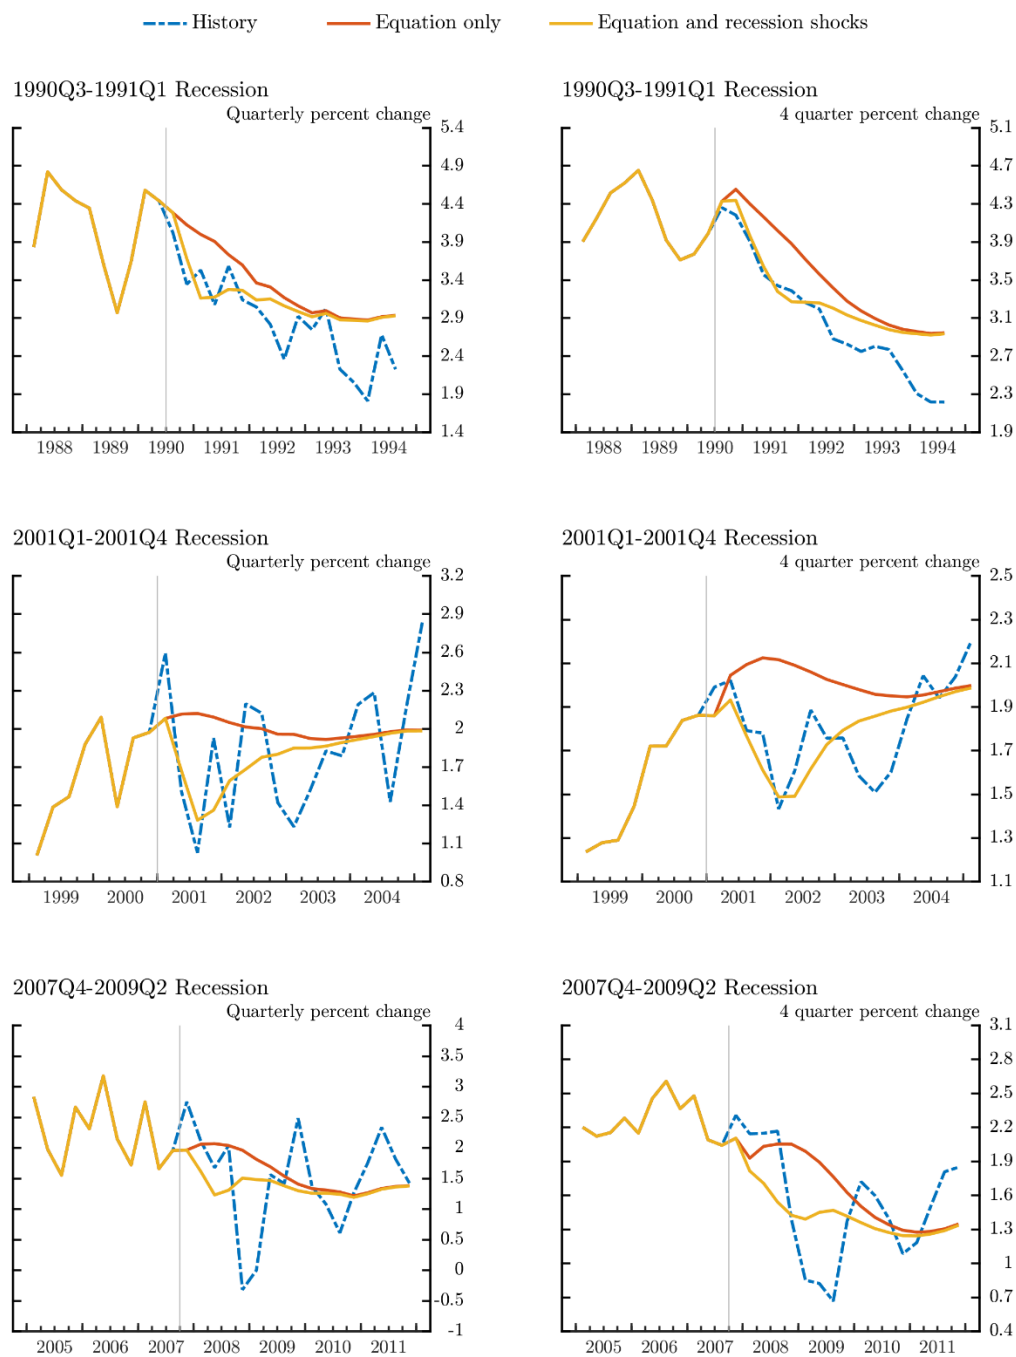 History Equation only Equation and recession shocks
1990Q3-1991Q1 Recession
Quarterly percent change
5.4
4.9
4.4
3.9
3.4
2.9
2.4
1.9
1.4
1988 1989 1990 1991 1992 1993 1994
1990Q3-1991Q1 Recession
4 quarter percent change
5.1
4.7
4.3
3.9
3.5
3.1
2.7
2.3
1.9
1988 1989 1990 1991 1992 1993 1994
2001Q1-2001Q4 Recession
Quarterly percent change
3.2
2.9
2.6
2.3
2
1.7
1.4
1.1
0.8
1999 2000 2001 2002 2003 2004
2001Q1-2001Q4 Recession
4 quarter percent change
2.5
2.3
2.1
1.9
1.7
1.5
1.3
1.1
1999 2000 2001 2002 2003 2004
2007Q4-2009Q2 Recession
Quarterly percent change
4
3.5
3
2.5
2
1.5
1
0.5
0
-0.5
-1
2005 2006 2007 2008 2009 2010 2011
2007Q4-2009Q2 Recession
4 quarter percent change
3.1
2.8
2.5
2.2
1.9
1.6
1.3
1
0.7
0.4
2005 2006 2007 2008 2009 2010 2011